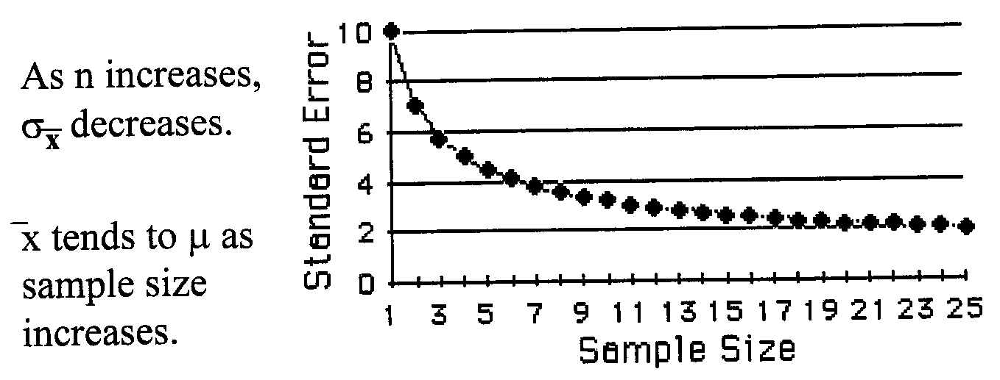 As n increases,
σx̄ decreases.
x̄ tends to μ as
sample size
increases.
Standard Error
10
8
6
4
2
0
1 3 5 7 9 11 13 15 17 19 21 23 25
Sample Size